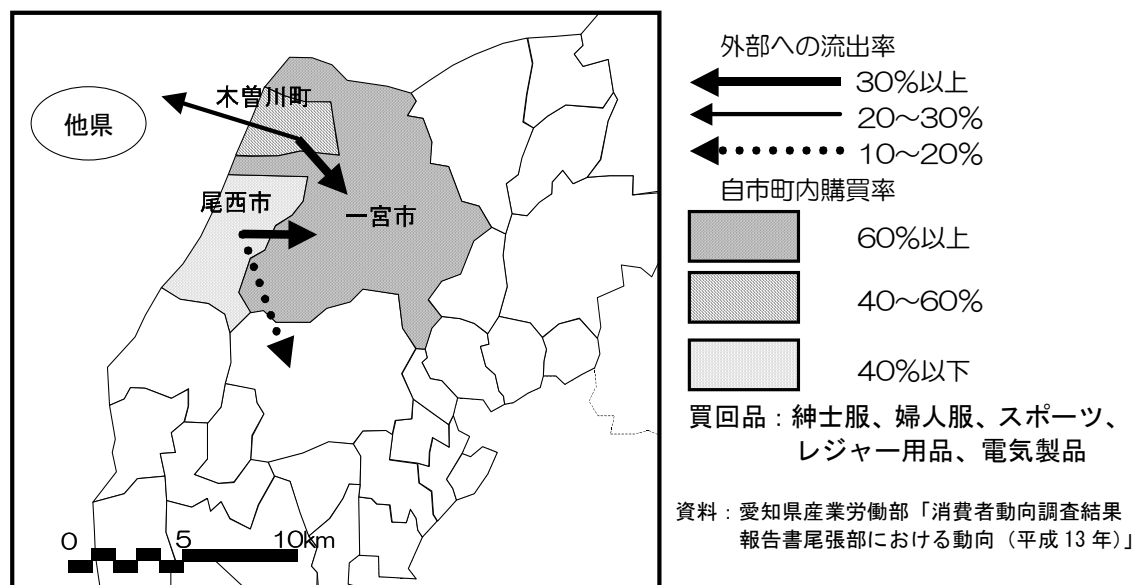 木曽川町
他県
尾西市
一宮市
0 5 10km
外部への流出率
30%以上
20～30%
10～20%
自市町内購買率
60%以上
40～60%
40%以下
買回品：紳士服、婦人服、スポーツ、
レジャー用品、電気製品
資料：愛知県産業労働部「消費者動向調査結果
報告書尾張部における動向（平成13年）」